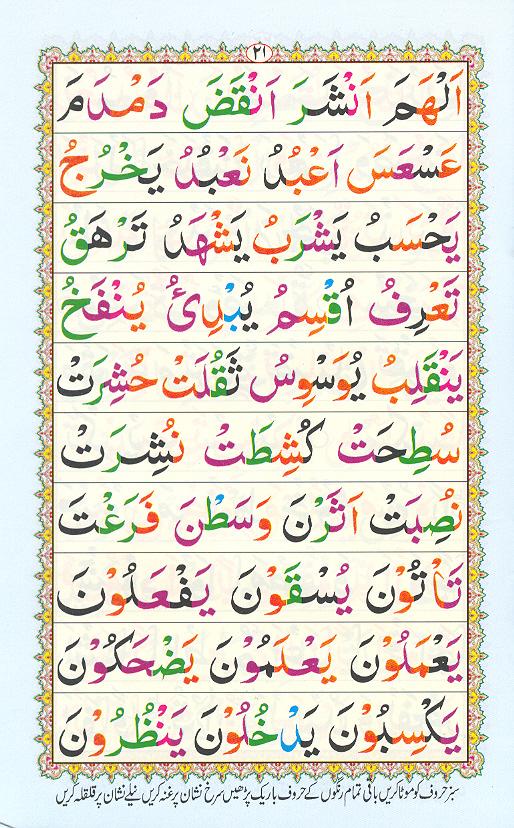 ٢١
اَلْهَمَ اَنْشَرَ اَنْقَضَ دَمْدَمَ
عَسْعَسَ اَعْبُدُ نَعْبُدُ يَخْرُجُ
يَحْسَبُ يَشْرَبُ يَشْهَدُ تَرْهَقُ
تَعْرِفُ اُقْسِمُ يُبْدِئُ يُنْفَخُ
يَنْقَلِبُ يُوَسْوِسُ ثَقُلَتْ حُشِرَتْ
سُطِحَتْ كُشِطَتْ نُشِرَتْ
نُصِبَتْ اَثَرْنَ وَسَطْنَ فَرَغْتَ
تَاْتُوْنَ يُسْقَوْنَ يَفْعَلُوْنَ
يَعْمَلُوْنَ يَعْلَمُوْنَ يَضْحَكُوْنَ
يَكْسِبُوْنَ يَدْخُلُوْنَ يَنْظُرُوْنَ
سبز حروف کو موٹا کریں باقی تمام رنگوں کے حروف باریک پڑھیں سرخ نشان پر غنہ کریں نیلے نشان پر قلقلہ کریں